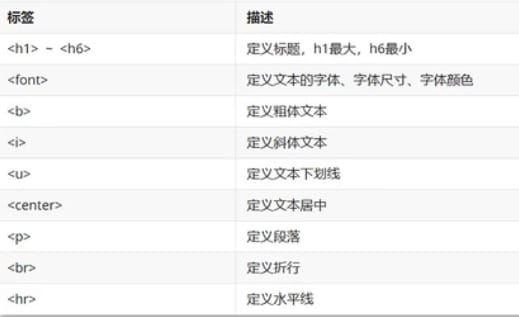 标签 描述
<h1> ~ <h6> 定义标题，h1最大，h6最小
<font> 定义文本的字体、字体尺寸、字体颜色
<b> 定义粗体文本
<i> 定义斜体文本
<u> 定义文本下划线
<center> 定义文本居中
<p> 定义段落
<br> 定义折行
<hr> 定义水平线